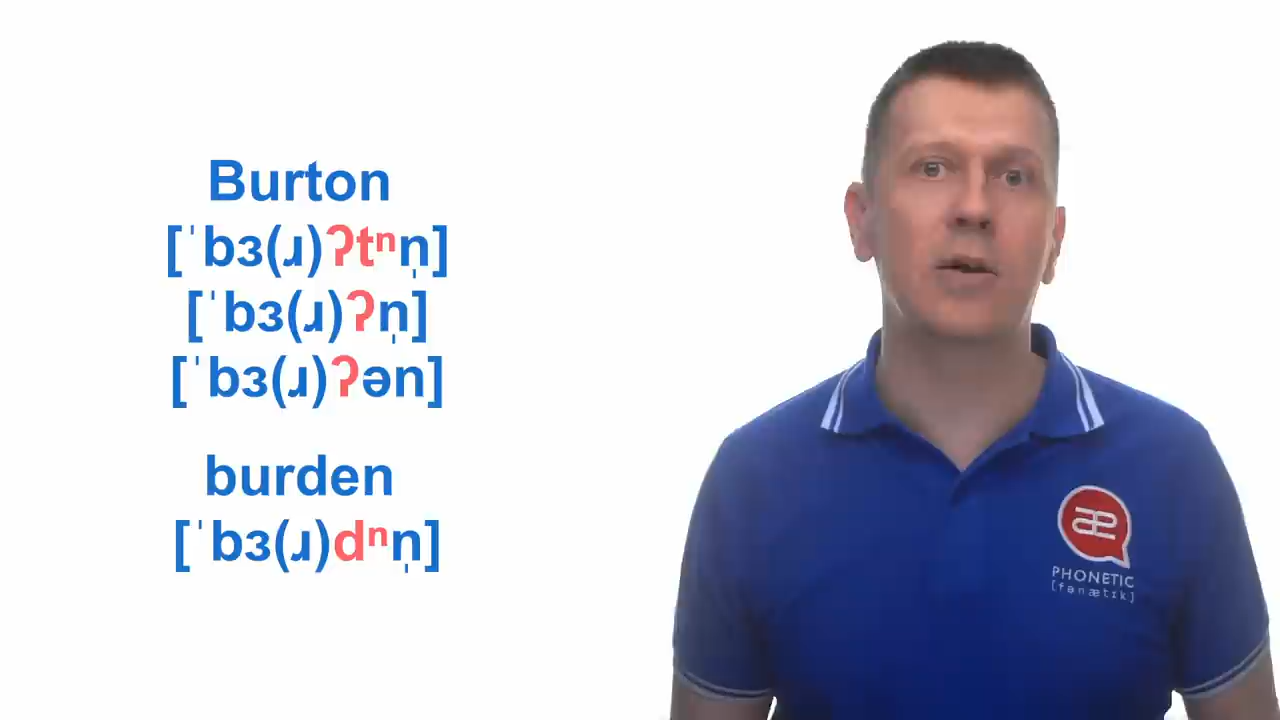 Burton
[ˈbɜ(ɹ)ʔtⁿn̩]
[ˈbɜ(ɹ)ʔn̩]
[ˈbɜ(ɹ)ʔən]
burden
[ˈbɜ(ɹ)dⁿn̩]
æ
PHONETIC
[fənætɪk]